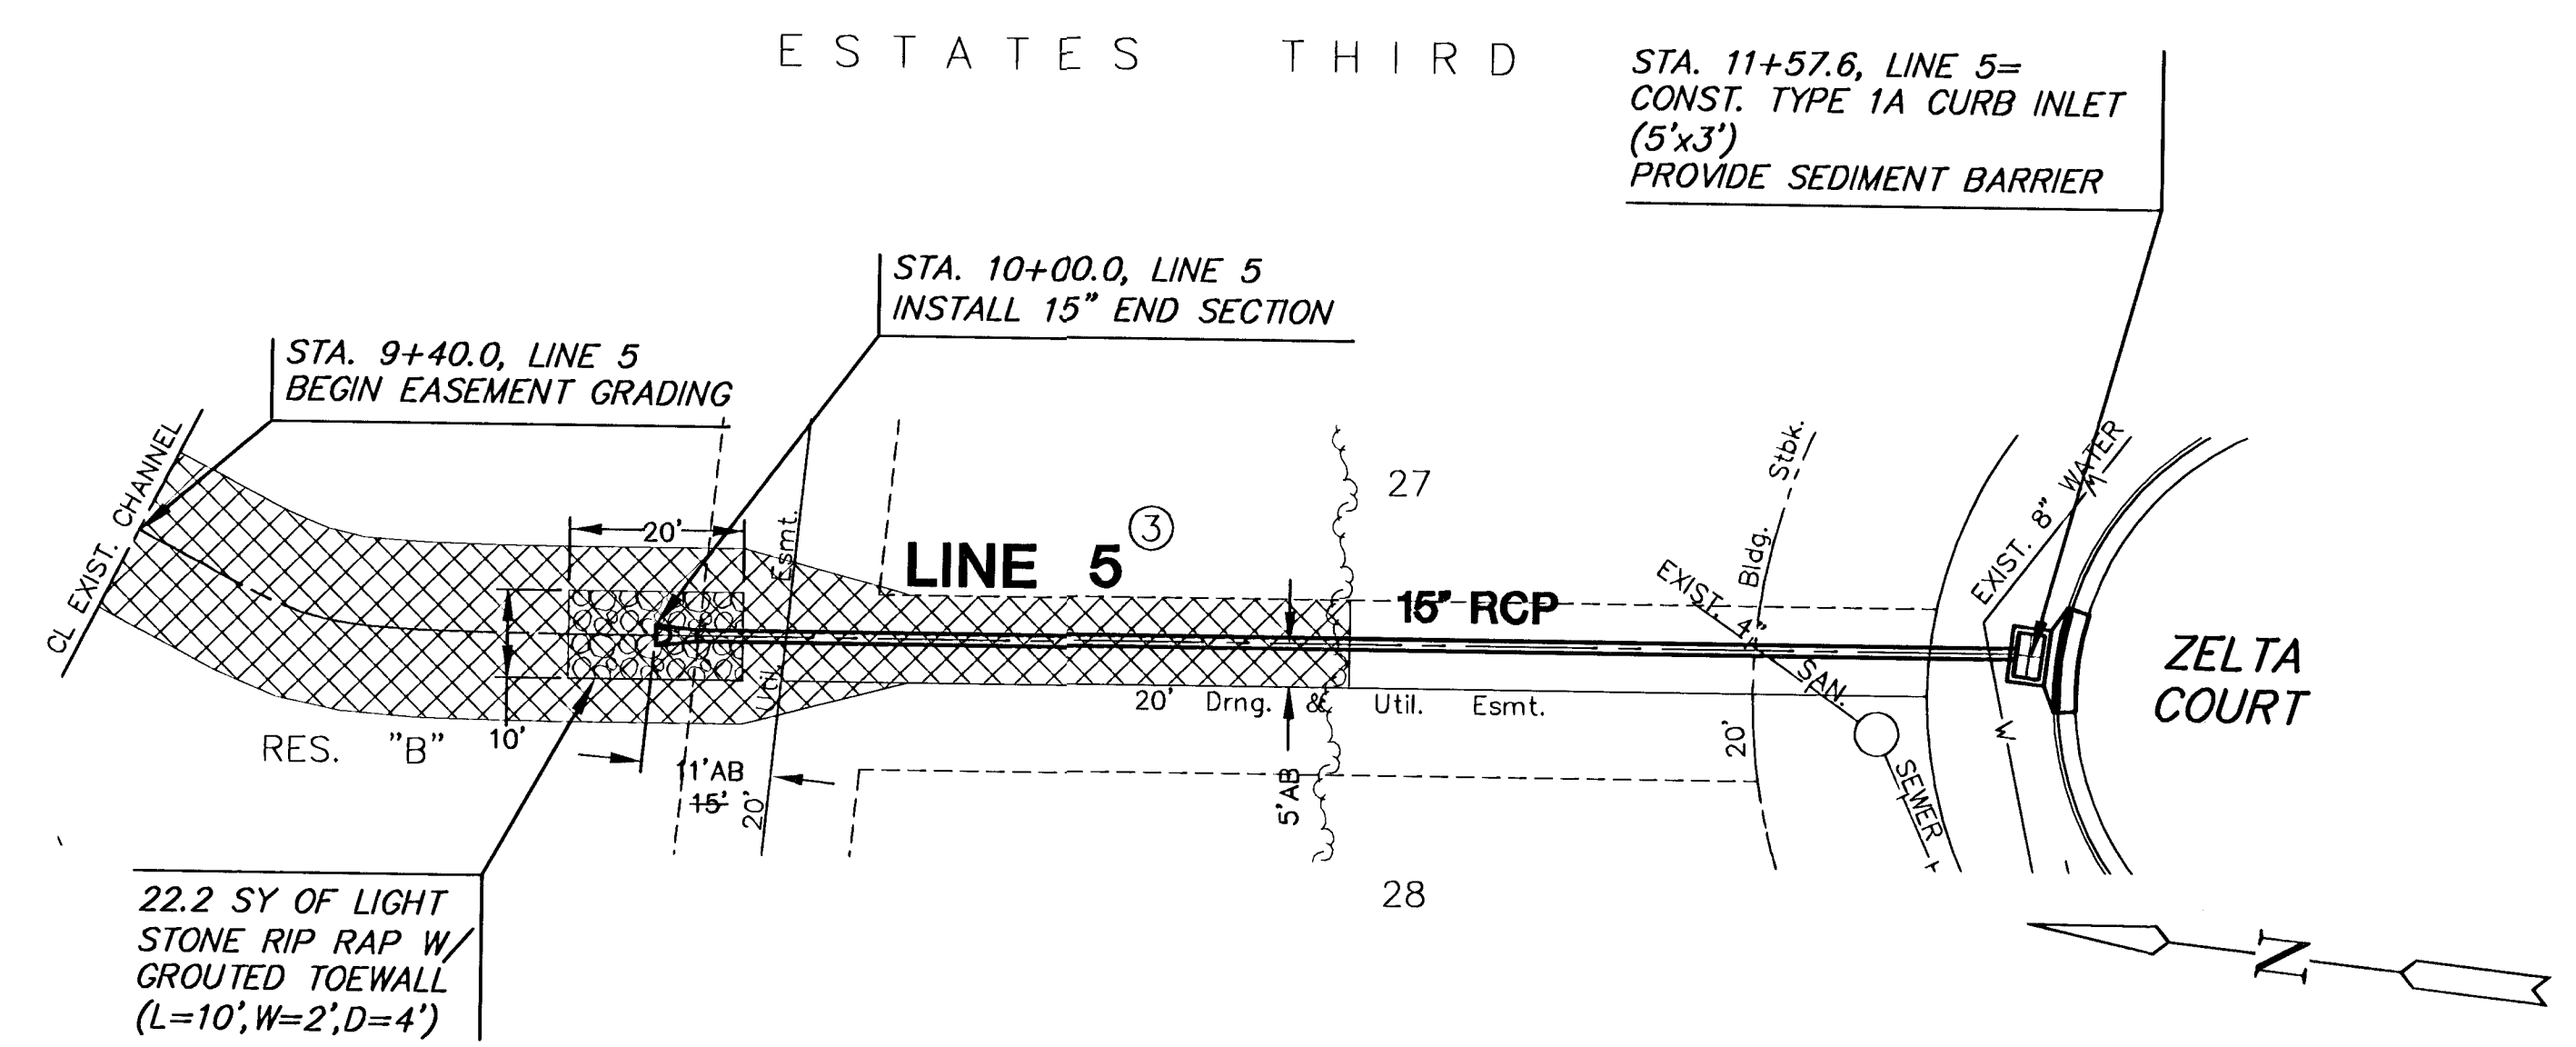 ESTATES THIRD
STA. 11+57.6, LINE 5=
CONST. TYPE 1A CURB INLET
(5'x3')
PROVIDE SEDIMENT BARRIER
STA. 10+00.0, LINE 5
INSTALL 15" END SECTION
STA. 9+40.0, LINE 5
BEGIN EASEMENT GRADING
CL EXIST. CHANNEL
20'
Util. Esmt.
LINE 5
3
27
Bldg. Stbk.
EXIST. 8" WATER
W
15" RCP
EXIST. 4" SAN. SEWER
ZELTA
COURT
20' Drng. & Util. Esmt.
RES. "B"
10'
11'AB
15'
20'
5'AB
20'
W
28
22.2 SY OF LIGHT
STONE RIP RAP W/
GROUTED TOEWALL
(L=10',W=2',D=4')
N